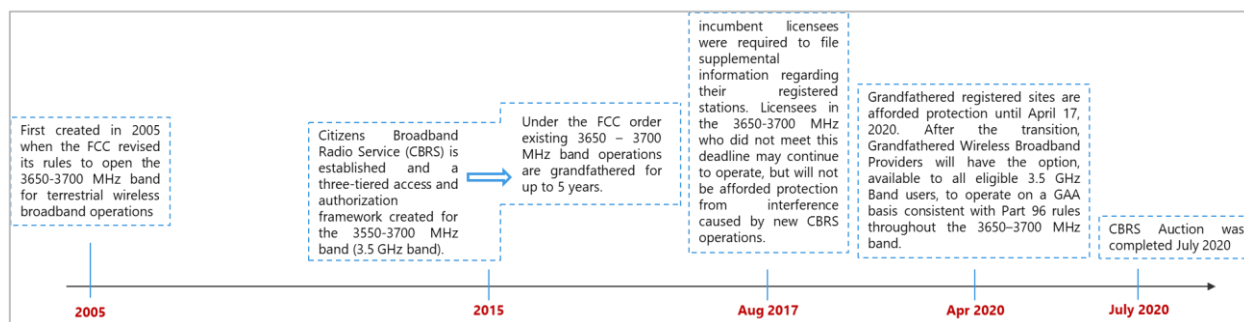 First created in 2005
when the FCC revised
its rules to open the
3650-3700 MHz band
for terrestrial wireless
broadband operations
Citizens Broadband
Radio Service (CBRS) is
established and a
three-tiered access and
authorization
framework created for
the 3550-3700 MHz
band (3.5 GHz band).
Under the FCC order
existing 3650 – 3700
MHz band operations
are grandfathered for
up to 5 years.
incumbent licensees
were required to file
supplemental
information regarding
their registered
stations. Licensees in
the 3650-3700 MHz
who did not meet this
deadline may continue
to operate, but will not
be afforded protection
from interference
caused by new CBRS
operations.
Grandfathered registered sites are
afforded protection until April 17,
2020. After the transition,
Grandfathered Wireless Broadband
Providers will have the option,
available to all eligible 3.5 GHz
Band users, to operate on a GAA
basis consistent with Part 96 rules
throughout the 3650–3700 MHz
band.
CBRS Auction was
completed July 2020
2005
2015
Aug 2017
Apr 2020
July 2020